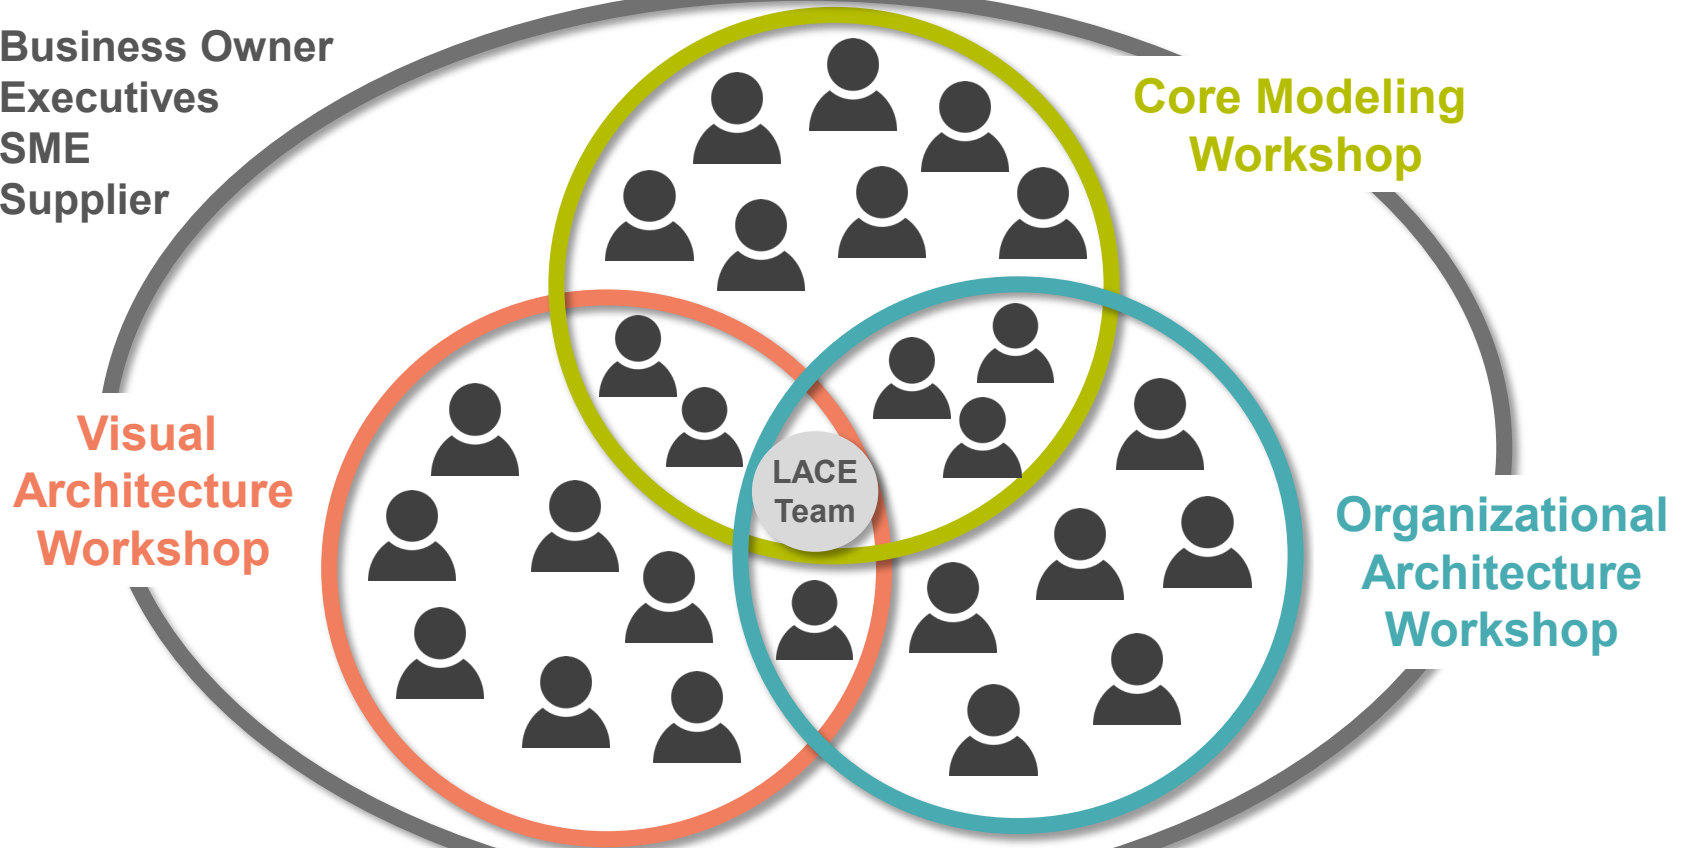 Business Owner
Executives
SME
Supplier
Core Modeling
Workshop
Visual
Architecture
Workshop
LACE
Team
Organizational
Architecture
Workshop